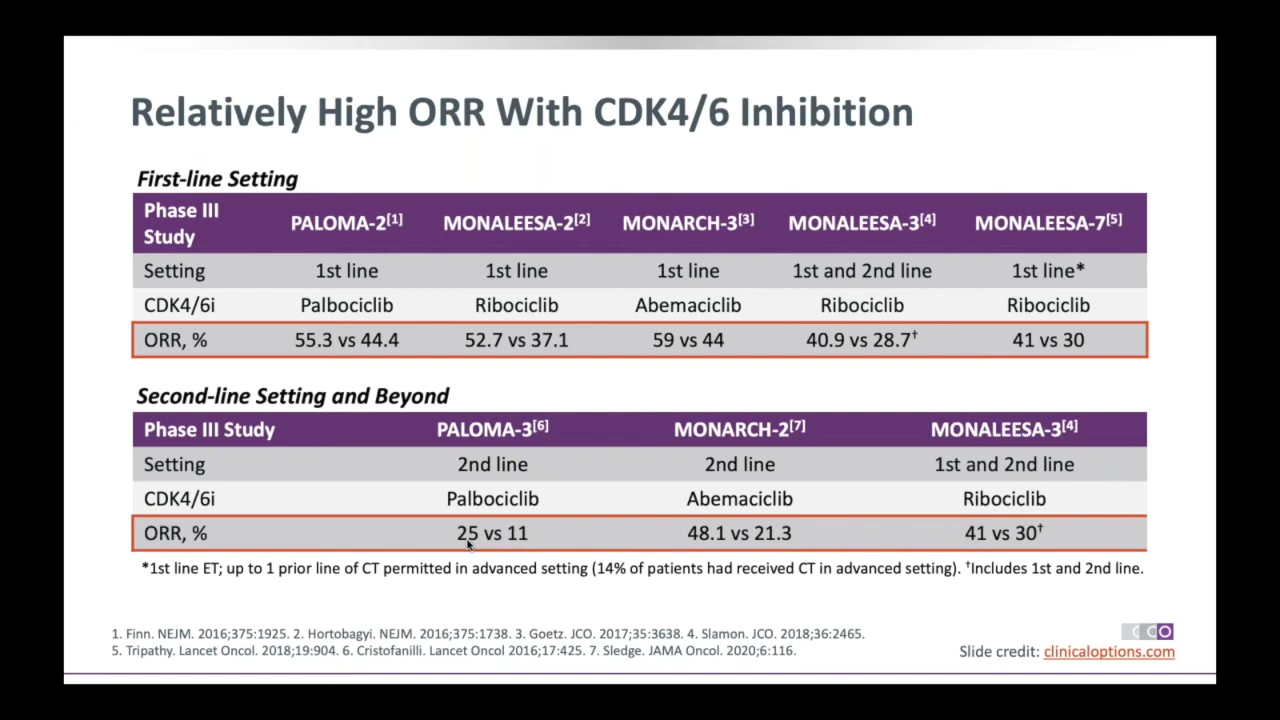 Relatively High ORR With CDK4/6 Inhibition
First-line Setting
Phase III Study PALOMA-2[1] MONALEESA-2[2] MONARCH-3[3] MONALEESA-3[4] MONALEESA-7[5]
Setting 1st line 1st line 1st line 1st and 2nd line 1st line*
CDK4/6i Palbociclib Ribociclib Abemaciclib Ribociclib Ribociclib
ORR, % 55.3 vs 44.4 52.7 vs 37.1 59 vs 44 40.9 vs 28.7† 41 vs 30
Second-line Setting and Beyond
Phase III Study PALOMA-3[6] MONARCH-2[7] MONALEESA-3[4]
Setting 2nd line 2nd line 1st and 2nd line
CDK4/6i Palbociclib Abemaciclib Ribociclib
ORR, % 25 vs 11 48.1 vs 21.3 41 vs 30†
*1st line ET; up to 1 prior line of CT permitted in advanced setting (14% of patients had received CT in advanced setting). †Includes 1st and 2nd line.
1. Finn. NEJM. 2016;375:1925. 2. Hortobagyi. NEJM. 2016;375:1738. 3. Goetz. JCO. 2017;35:3638. 4. Slamon. JCO. 2018;36:2465.
5. Tripathy. Lancet Oncol. 2018;19:904. 6. Cristofanilli. Lancet Oncol 2016;17:425. 7. Sledge. JAMA Oncol. 2020;6:116.
CCO
Slide credit: clinicaloptions.com